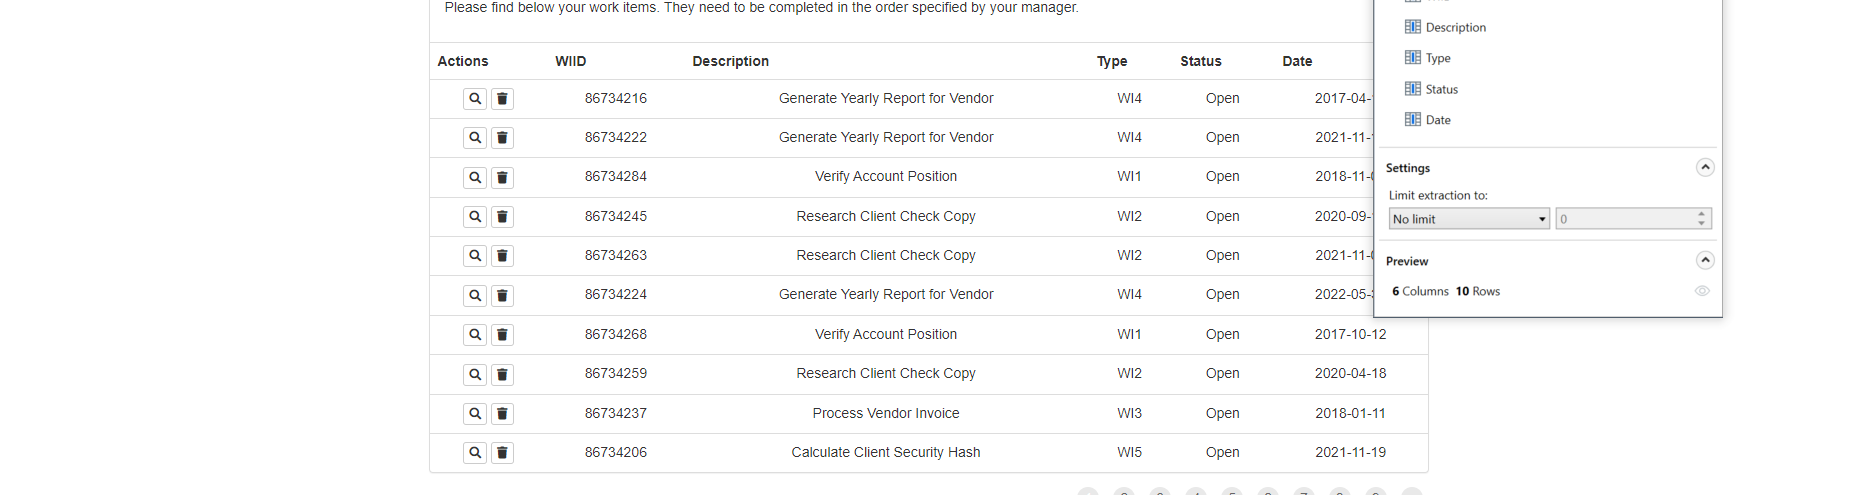 Please find below your work items. They need to be completed in the order specified by your manager.
Actions WIID Description Type Status Date
86734216 Generate Yearly Report for Vendor WI4 Open 2017-04-
86734222 Generate Yearly Report for Vendor WI4 Open 2021-11-
86734284 Verify Account Position WI1 Open 2018-11-
86734245 Research Client Check Copy WI2 Open 2020-09-
86734263 Research Client Check Copy WI2 Open 2021-11-
86734224 Generate Yearly Report for Vendor WI4 Open 2022-05-
86734268 Verify Account Position WI1 Open 2017-10-12
86734259 Research Client Check Copy WI2 Open 2020-04-18
86734237 Process Vendor Invoice WI3 Open 2018-01-11
86734206 Calculate Client Security Hash WI5 Open 2021-11-19
Description
Type
Status
Date
Settings
Limit extraction to:
No limit 0
Preview
6 Columns 10 Rows